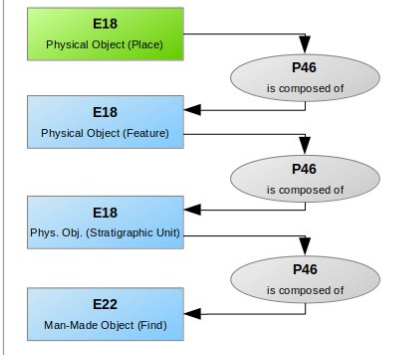 E18
Physical Object (Place)
P46
is composed of
E18
Physical Object (Feature)
P46
is composed of
E18
Phys. Obj. (Stratigraphic Unit)
P46
is composed of
E22
Man-Made Object (Find)